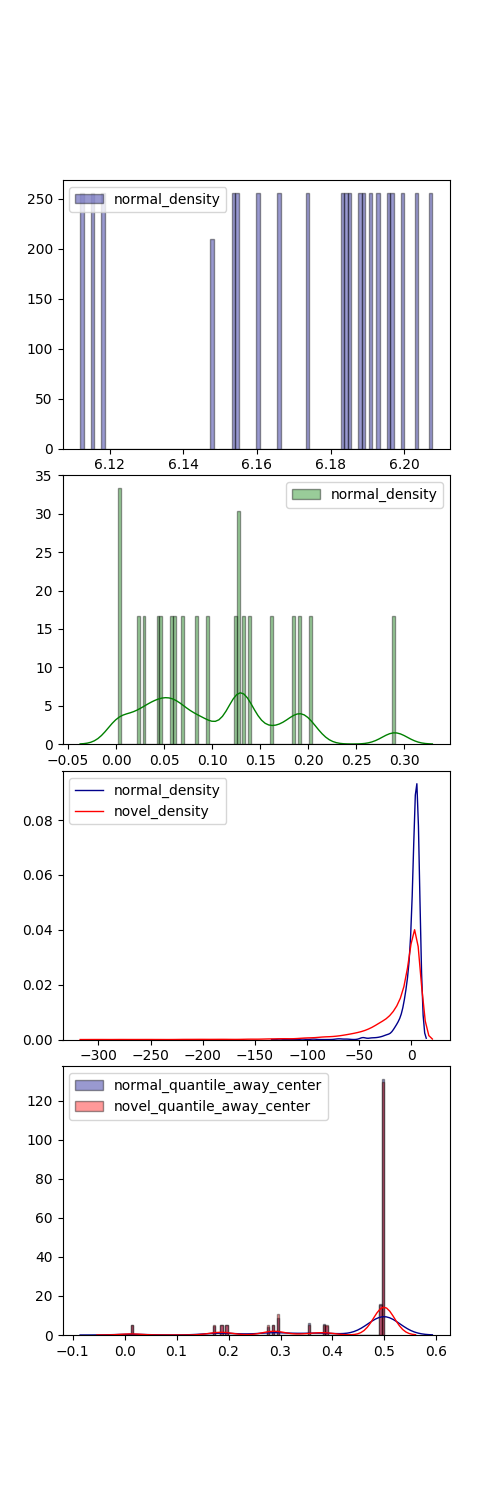 250
200
150
100
50
0
normal_density
6.12 6.14 6.16 6.18 6.20
35
30
25
20
15
10
5
0
normal_density
−0.05 0.00 0.05 0.10 0.15 0.20 0.25 0.30
0.08
0.06
0.04
0.02
0.00
normal_density
novel_density
−300 −250 −200 −150 −100 −50 0
120
100
80
60
40
20
0
normal_quantile_away_center
novel_quantile_away_center
−0.1 0.0 0.1 0.2 0.3 0.4 0.5 0.6